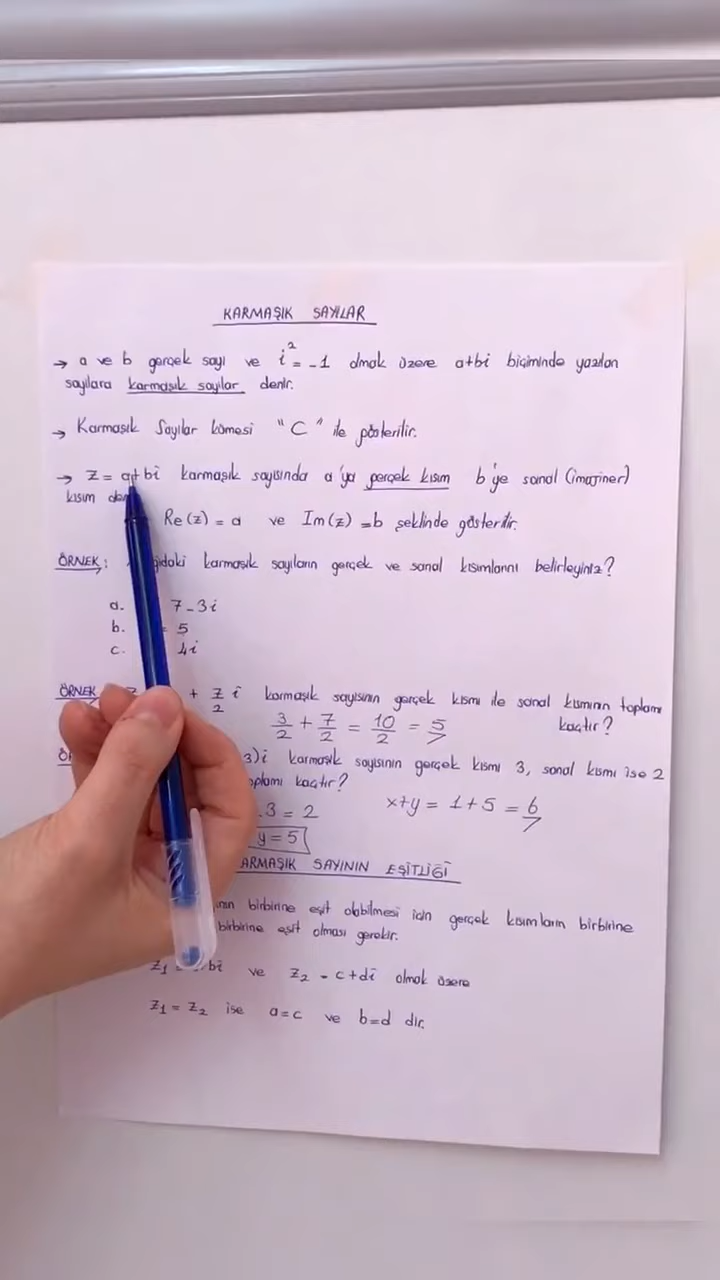 KARMAŞIK SAYILAR
→ a ve b gerçek sayı ve i² = -1 olmak üzere a+bi biçiminde yazılan
sayılara karmaşık sayılar denir.
→ Karmaşık Sayılar kümesi "C" ile gösterilir.
→ Z = a+bi karmaşık sayısında a'ya gerçek kısım b'ye sanal (imajiner)
kısım
Re(z) = a ve Im(z) = b şeklinde gösterilir.
ÖRNEK: karmaşık sayıların gerçek ve sanal kısımlarını belirleyiniz?
a. 7-3i
b. = 5
c. 4i
ÖRNEK + 7/2 i karmaşık sayısının gerçek kısmı ile sanal kısmının toplamı
kaçtır?
3/2 + 7/2 = 10/2 = 5
3)i karmaşık sayısının gerçek kısmı 3, sanal kısmı ise 2
kaçtır?
3 = 2 x+y = 1+5 = 6
y = 5
SAYININ EŞİTLİĞİ
birbirine eşit olabilmesi için gerçek kısımların birbirine
birbirine eşit olması gerekir.
Z₁ = bi ve Z₂ = c+di olmak üzere
Z₁ = Z₂ ise a=c ve b=d dir.